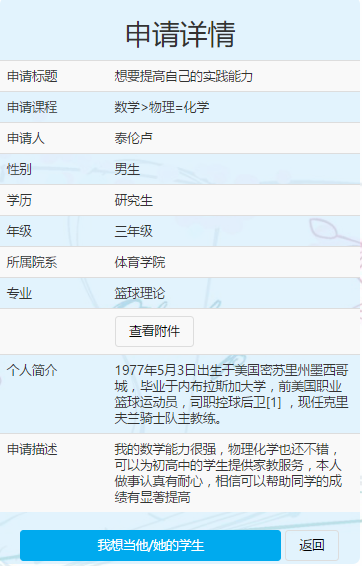 申请详情
申请标题 想要提高自己的实践能力
申请课程 数学>物理=化学
申请人 泰伦卢
性别 男生
学历 研究生
年级 三年级
所属院系 体育学院
专业 篮球理论
查看附件
个人简介 1977年5月3日出生于美国密苏里州墨西哥
城，毕业于内布拉斯加大学，前美国职业
篮球运动员，司职控球后卫[1] ，现任克里
夫兰骑士队主教练。
申请描述 我的数学能力很强，物理化学也还不错，
可以为初高中的学生提供家教服务，本人
做事认真有耐心，相信可以帮助同学的成
绩有显著提高
我想当他/她的学生 返回